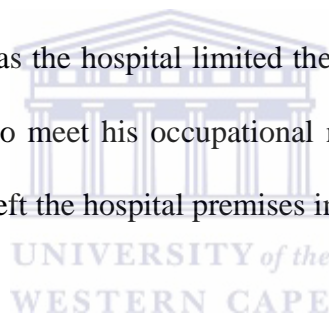 as the hospital limited the
o meet his occupational
eft the hospital premises in
UNIVERSITY of the
WESTERN CAPE